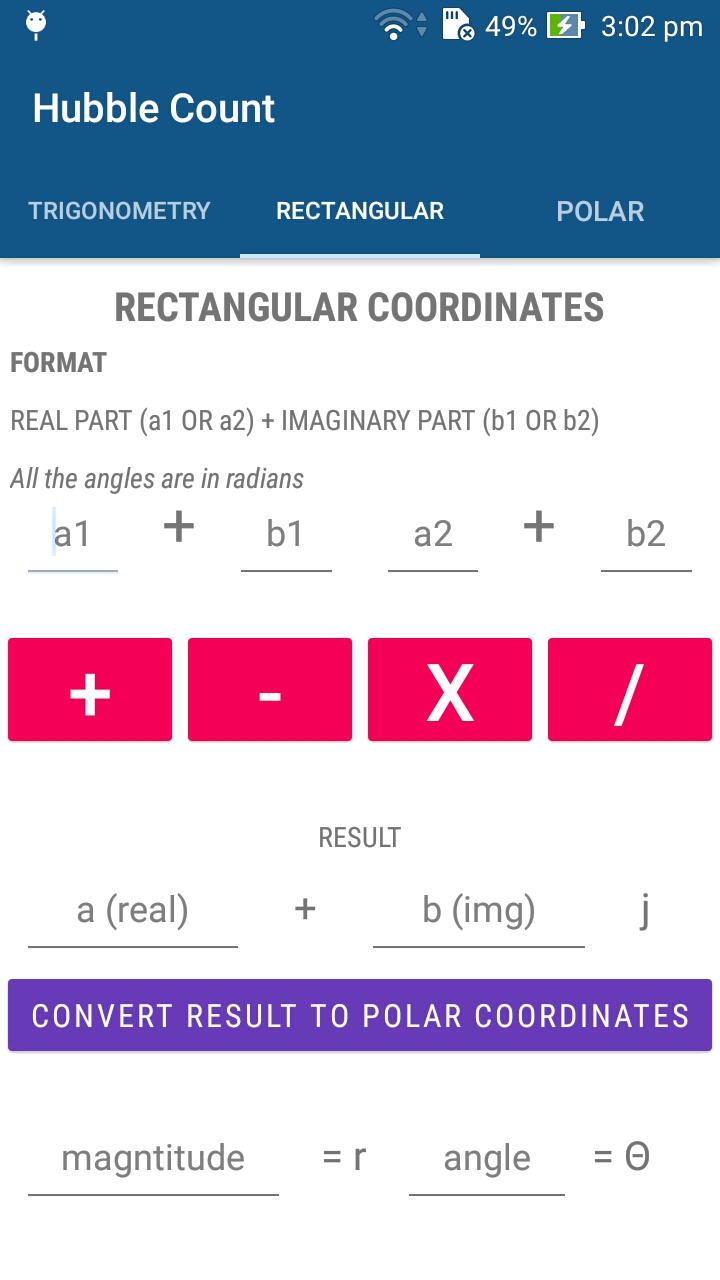 49% 3:02 pm
Hubble Count
TRIGONOMETRY RECTANGULAR POLAR
RECTANGULAR COORDINATES
FORMAT
REAL PART (a1 OR a2) + IMAGINARY PART (b1 OR b2)
All the angles are in radians
a1 + b1 a2 + b2
+ - X /
RESULT
a (real) + b (img) j
CONVERT RESULT TO POLAR COORDINATES
magntitude = r angle = Θ